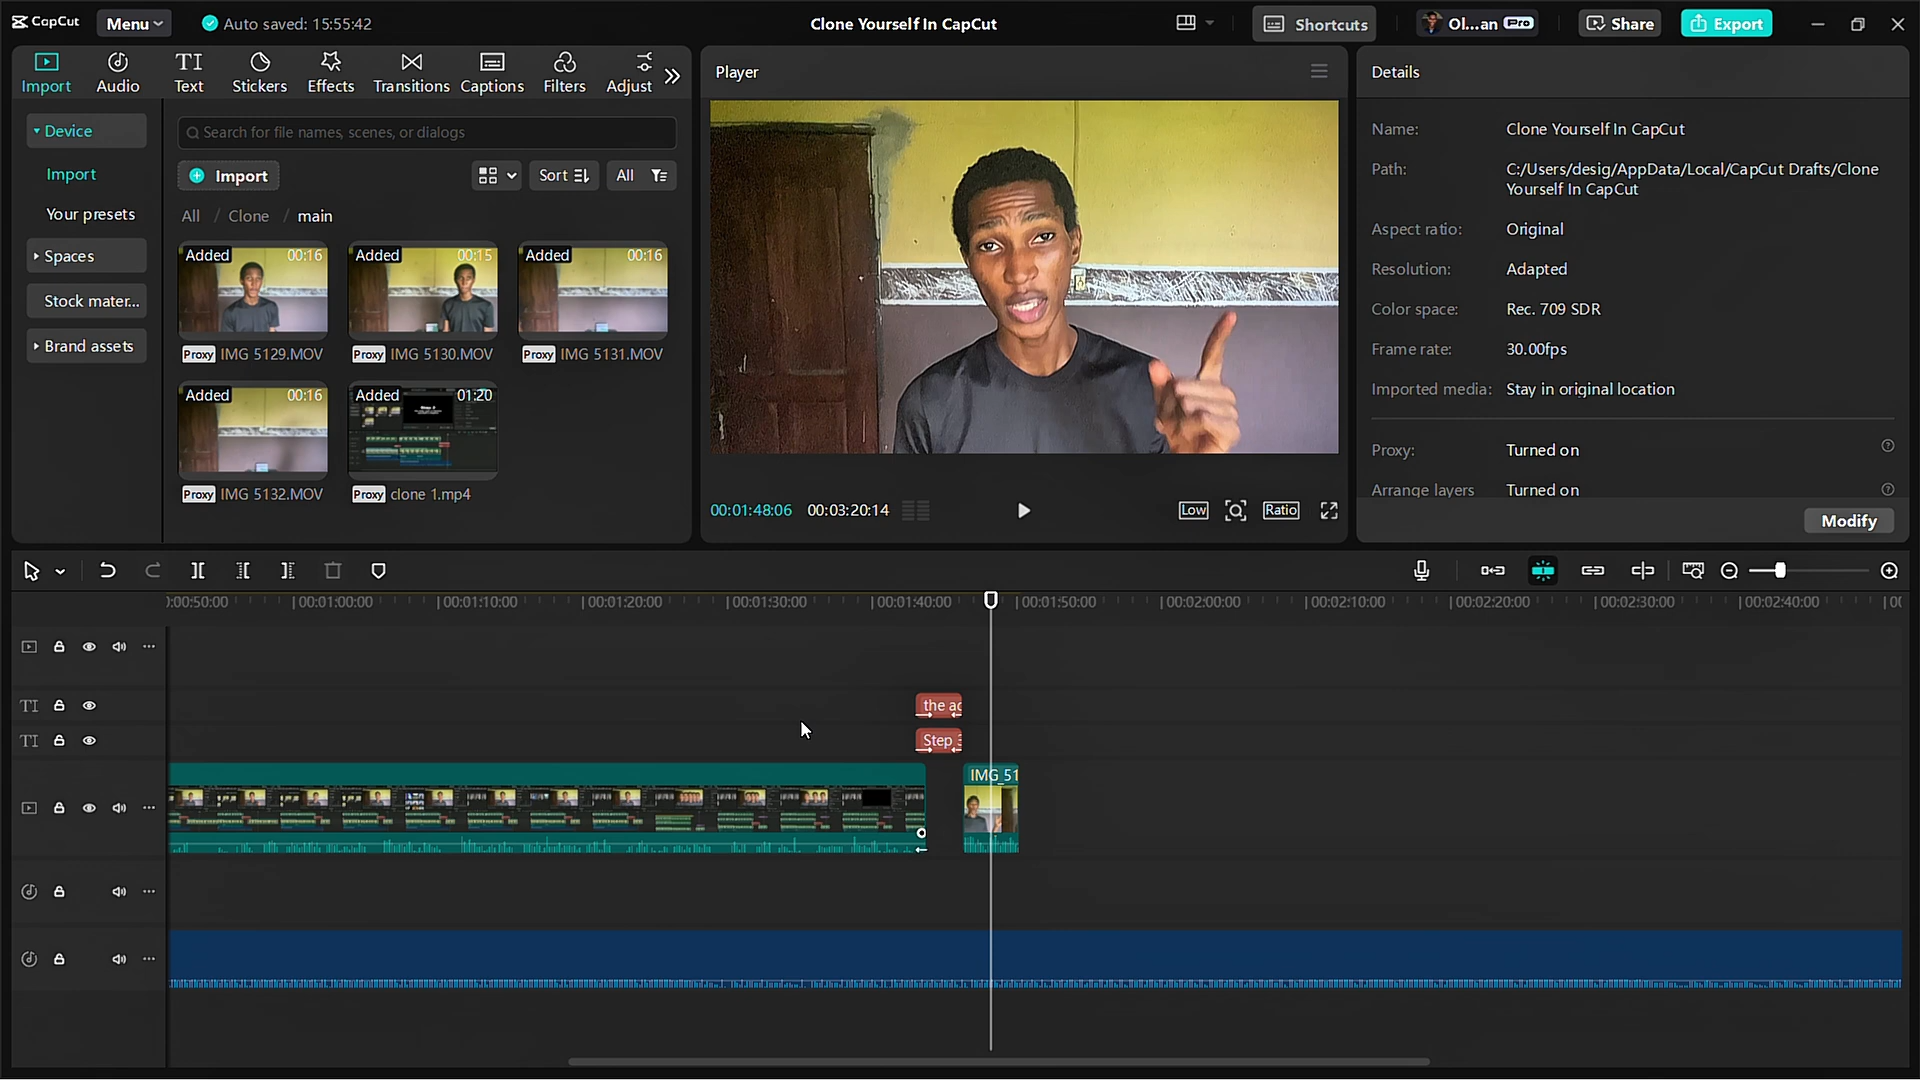 CapCut
Menu
Auto saved: 15:55:42
Clone Yourself In CapCut
Shortcuts
Ol...an Pro
Share
Export
Import
Audio
Text
Stickers
Effects
Transitions
Captions
Filters
Adjust
Player
Details
Device
Import
Your presets
Spaces
Stock mater...
Brand assets
Search for file names, scenes, or dialogs
Import
Sort
All
All / Clone / main
Added 00:16
Added 00:15
Added 00:16
Proxy IMG 5129.MOV
Proxy IMG 5130.MOV
Proxy IMG 5131.MOV
Added 00:16
Added 01:20
Proxy IMG 5132.MOV
Proxy clone 1.mp4
00:01:48:06 00:03:20:14
Low
Ratio
Name: Clone Yourself In CapCut
Path: C:/Users/desig/AppData/Local/CapCut Drafts/Clone
Yourself In CapCut
Aspect ratio: Original
Resolution: Adapted
Color space: Rec. 709 SDR
Frame rate: 30.00fps
Imported media: Stay in original location
Proxy: Turned on
Arrange layers Turned on
Modify
):00:50:00 00:01:00:00 00:01:10:00 00:01:20:00 00:01:30:00 00:01:40:00 00:01:50:00 00:02:00:00 00:02:10:00 00:02:20:00 00:02:30:00 00:02:40:00 00
TI
the ac
TI
Step
IMG_51